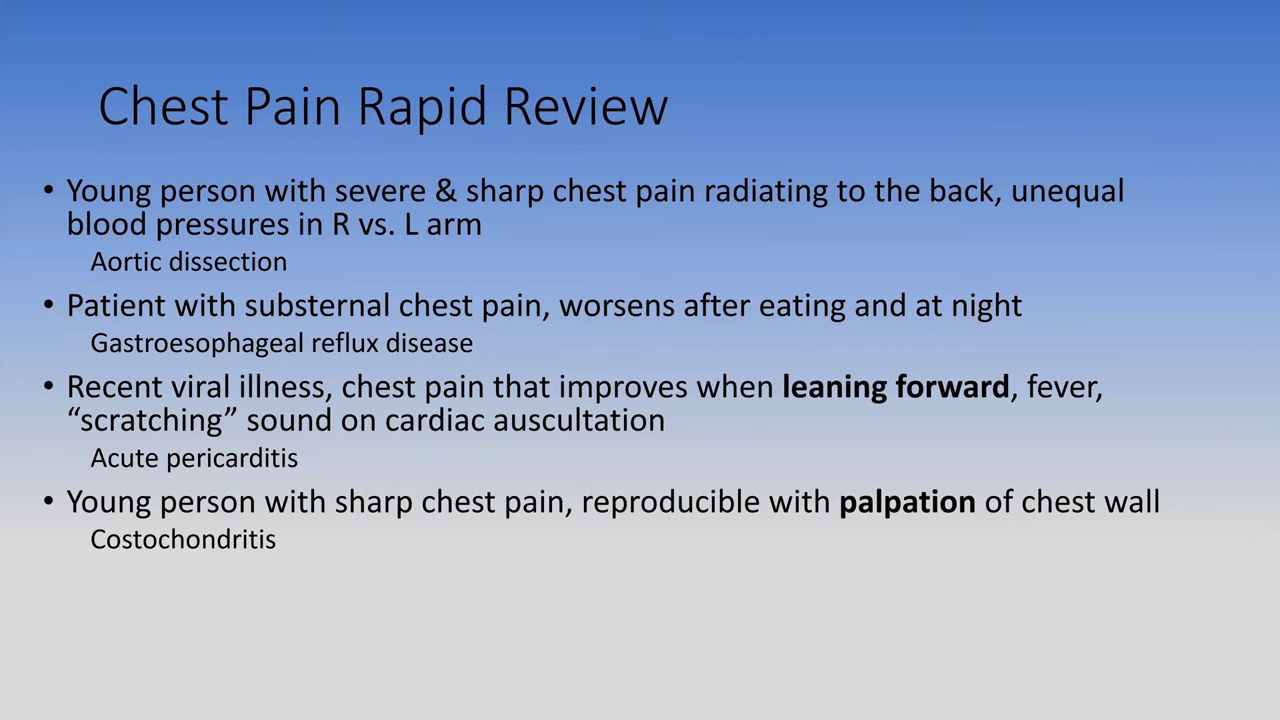 Chest Pain Rapid Review
• Young person with severe & sharp chest pain radiating to the back, unequal
blood pressures in R vs. L arm
Aortic dissection
• Patient with substernal chest pain, worsens after eating and at night
Gastroesophageal reflux disease
• Recent viral illness, chest pain that improves when leaning forward, fever,
“scratching” sound on cardiac auscultation
Acute pericarditis
• Young person with sharp chest pain, reproducible with palpation of chest wall
Costochondritis